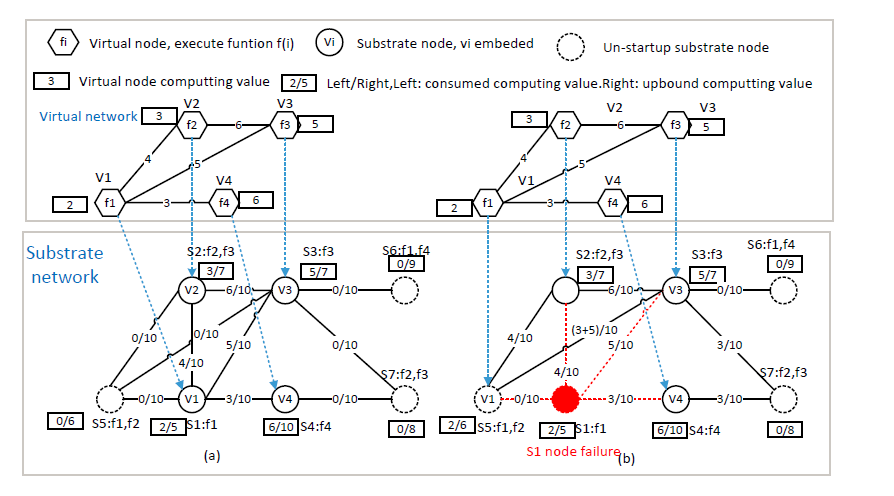 fi Virtual node, execute funtion f(i) Vi Substrate node, vi embeded Un-startup substrate node
3 Virtual node computting value 2/5 Left/Right,Left: consumed computing value.Right: upbound computting value
V2 V3 V2 V3
Virtual network 3 f2 6 f3 5 3 f2 6 f3 5
4 5 4 5
V1 V4 V1 V4
2 f1 3 f4 6 2 f1 3 f4 6
Substrate
network
S2:f2,f3 S3:f3 S6:f1,f4 S2:f2,f3 S3:f3 S6:f1,f4
3/7 5/7 0/9 3/7 5/7 0/9
V2 6/10 V3 0/10 6/10 V3 0/10
0/10 0/10 5/10 0/10 4/10 (3+5)/10 5/10 3/10
4/10 S7:f2,f3 4/10 S7:f2,f3
0/10 V1 3/10 V4 0/10 V1 0/10 3/10 V4 3/10
0/6 S5:f1,f2 2/5 S1:f1 6/10 S4:f4 0/8 2/6 S5:f1,f2 2/5 S1:f1 6/10 S4:f4 0/8
S1 node failure
(a) (b)